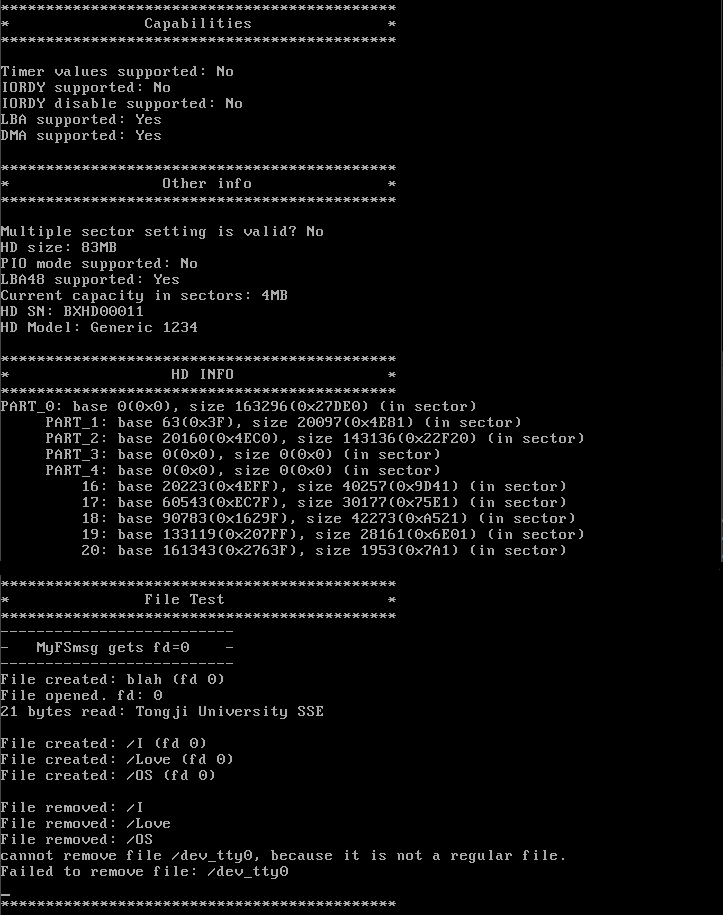 ********************************************
*               Capabilities               *
********************************************
Timer values supported: No
IORDY supported: No
IORDY disable supported: No
LBA supported: Yes
DMA supported: Yes
********************************************
*                 Other info               *
********************************************
Multiple sector setting is valid? No
HD size: 83MB
PIO mode supported: No
LBA48 supported: Yes
Current capacity in sectors: 4MB
HD SN: BXHD00011
HD Model: Generic 1234
********************************************
*                  HD INFO                 *
********************************************
PART_0: base 0(0x0), size 163296(0x27DE0) (in sector)
     PART_1: base 63(0x3F), size 20097(0x4E81) (in sector)
     PART_2: base 20160(0x4EC0), size 143136(0x22F20) (in sector)
     PART_3: base 0(0x0), size 0(0x0) (in sector)
     PART_4: base 0(0x0), size 0(0x0) (in sector)
         16: base 20223(0x4EFF), size 40257(0x9D41) (in sector)
         17: base 60543(0xEC7F), size 30177(0x75E1) (in sector)
         18: base 90783(0x1629F), size 42273(0xA521) (in sector)
         19: base 133119(0x207FF), size 28161(0x6E01) (in sector)
         20: base 161343(0x2763F), size 1953(0x7A1) (in sector)
********************************************
*               File Test                  *
********************************************
--------------------------
-   MyFSmsg gets fd=0    -
--------------------------
File created: blah (fd 0)
File opened. fd: 0
21 bytes read: Tongji University SSE
File created: /I (fd 0)
File created: /Love (fd 0)
File created: /OS (fd 0)
File removed: /I
File removed: /Love
File removed: /OS
cannot remove file /dev_tty0, because it is not a regular file.
Failed to remove file: /dev_tty0
_
********************************************